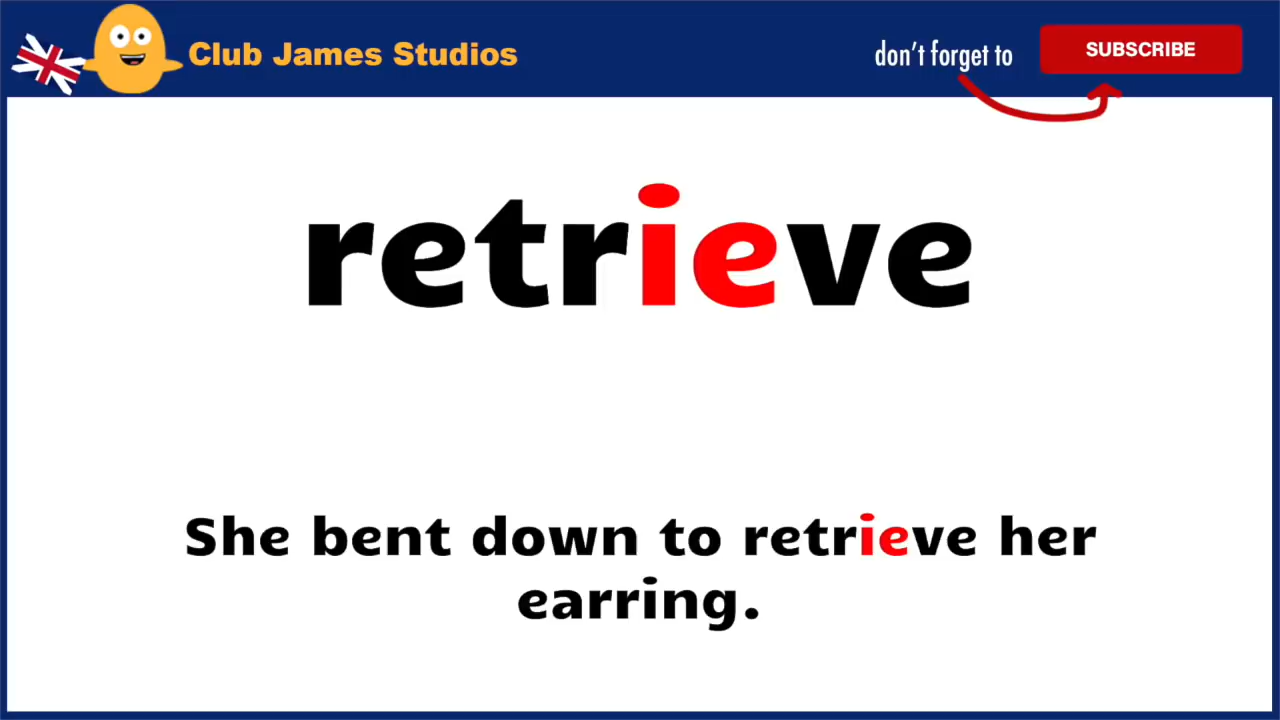 Club James Studios
don't forget to
SUBSCRIBE
retrieve
She bent down to retrieve her
earring.